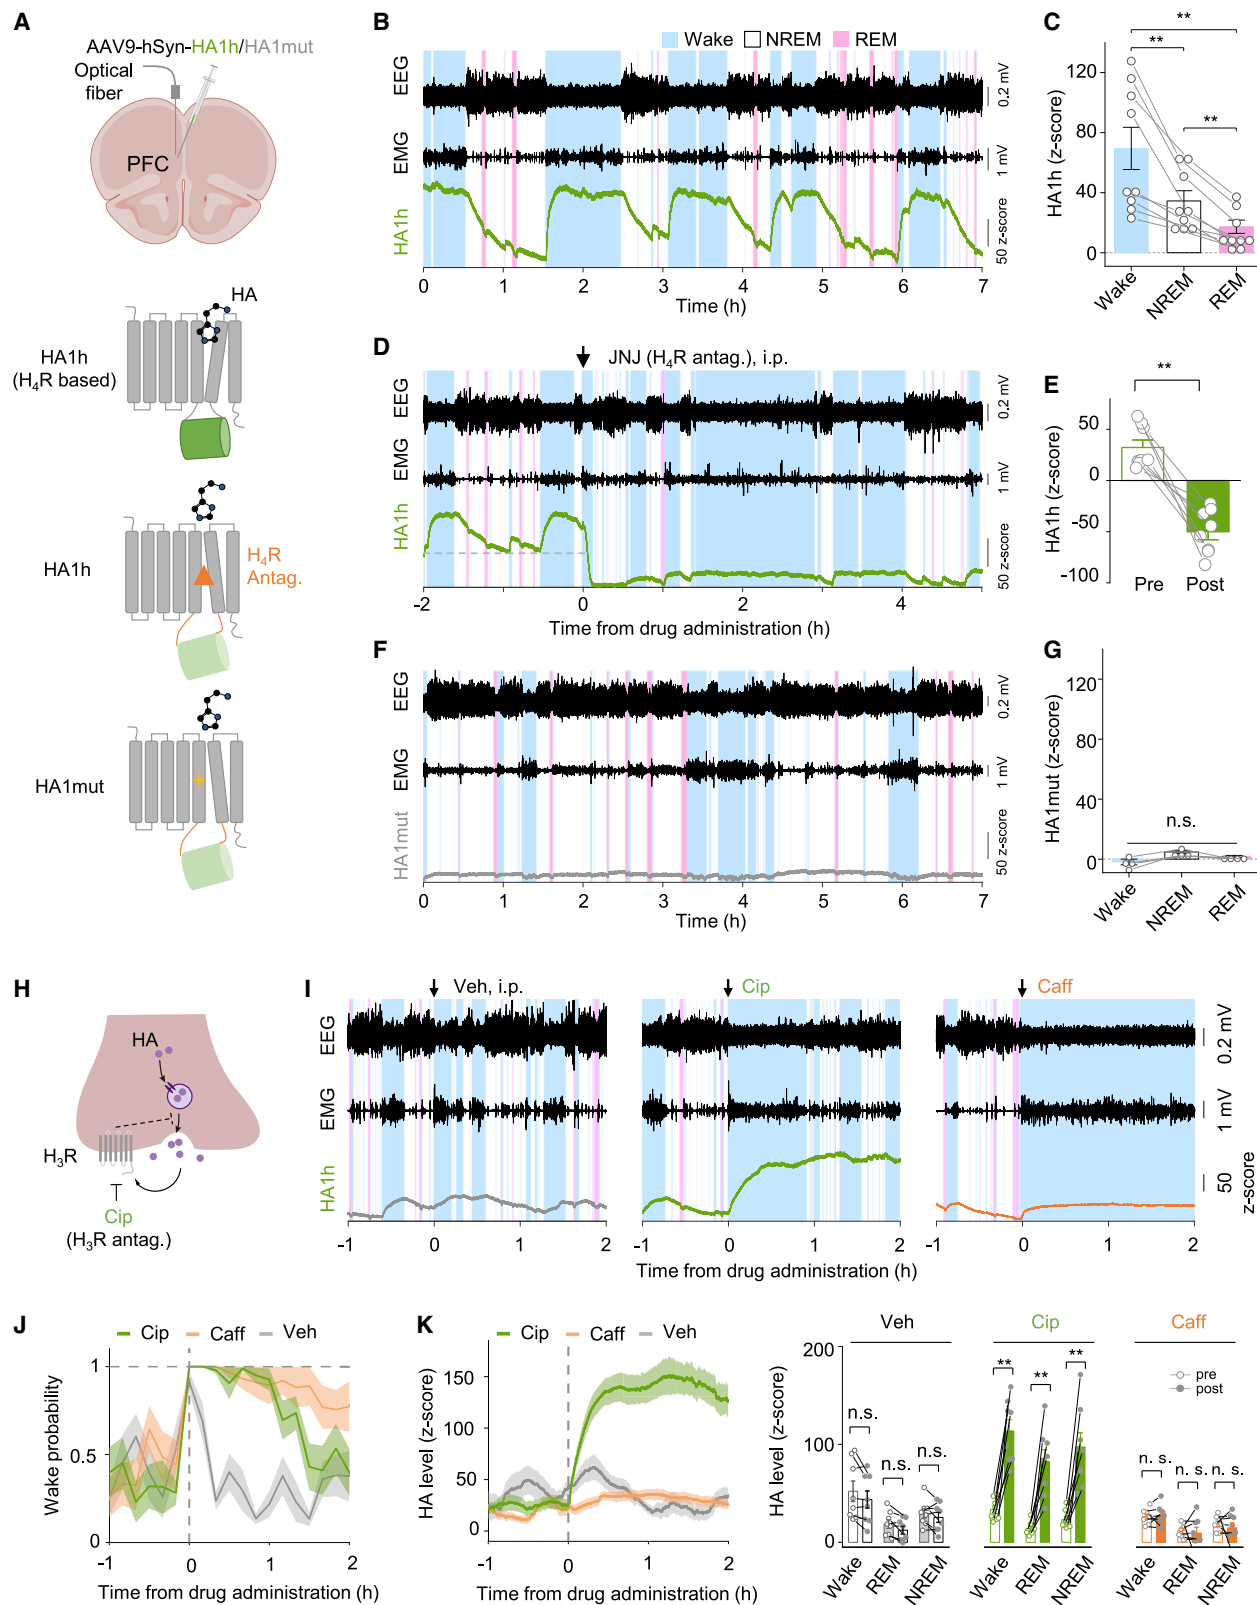 A
AAV9-hSyn-HA1h/HA1mut
Optical
fiber
PFC
HA
HA1h
(H₄R based)
HA1h
H₄R
Antag.
HA1mut
B
Wake NREM REM
EEG
0.2 mV
EMG
1 mV
HA1h
50 z-score
0 1 2 3 4 5 6 7
Time (h)
C
**
**
**
HA1h (z-score)
120
80
40
0
Wake NREM REM
D
JNJ (H₄R antag.), i.p.
EEG
0.2 mV
EMG
1 mV
HA1h
50 z-score
-2 0 2 4
Time from drug administration (h)
E
**
HA1h (z-score)
50
0
-50
-100
Pre Post
F
EEG
0.2 mV
EMG
1 mV
HA1mut
50 z-score
0 1 2 3 4 5 6 7
Time (h)
G
HA1mut (z-score)
120
80
40
0
n.s.
Wake NREM REM
H
HA
H₃R
Cip
(H₃R antag.)
I
Veh, i.p. Cip Caff
EEG
0.2 mV
EMG
1 mV
HA1h
50
z-score
-1 0 1 2 -1 0 1 2 -1 0 1 2
Time from drug administration (h)
J
Cip Caff Veh
Wake probability
1
0.5
0
-1 0 1 2
Time from drug administration (h)
K
Cip Caff Veh
HA level (z-score)
150
100
50
0
-1 0 1 2
Time from drug administration (h)
Veh Cip Caff
HA level (z-score)
200
100
0
n.s.
n.s. n.s.
** ** **
pre
post
n. s. n. s. n. s.
Wake REM NREM Wake REM NREM Wake REM NREM